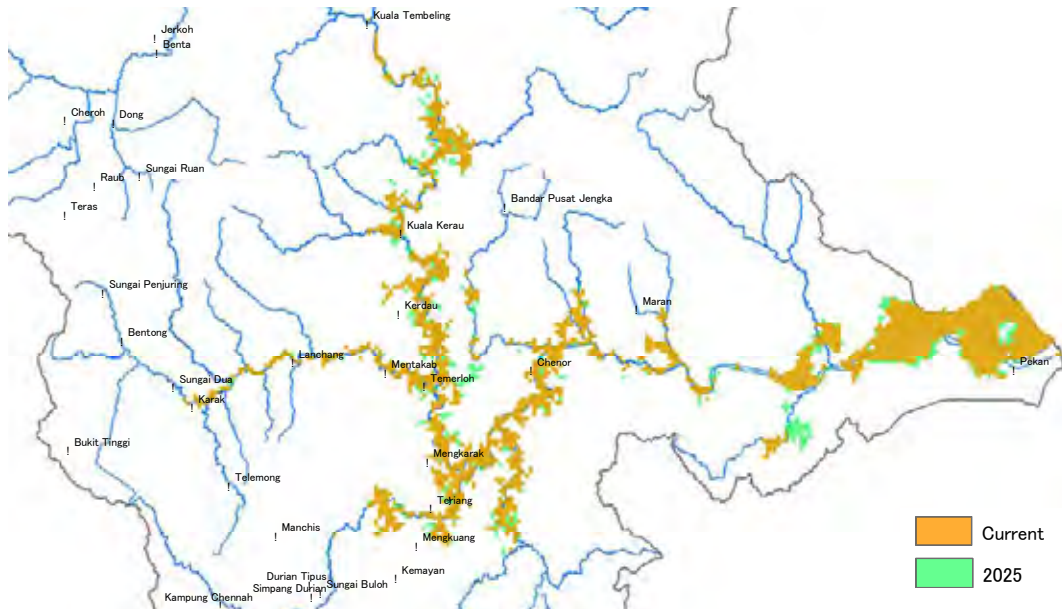 Kuala Tembeling
Jerkoh
Benta
Cheroh
Dong
Sungai Ruan
Raub
Teras
Bandar Pusat Jengka
Kuala Kerau
Sungai Penjuring
Kerdau
Maran
Bentong
Lanchang
Mentakab
Chenor
Pekan
Sungai Dua
Temerloh
Karak
Bukit Tinggi
Mengkarak
Telemong
Teriang
Manchis
Mengkuang
Current
Kemayan
2025
Durian Tipus
Simpang Durian
Sungai Buloh
Kampung Chennah